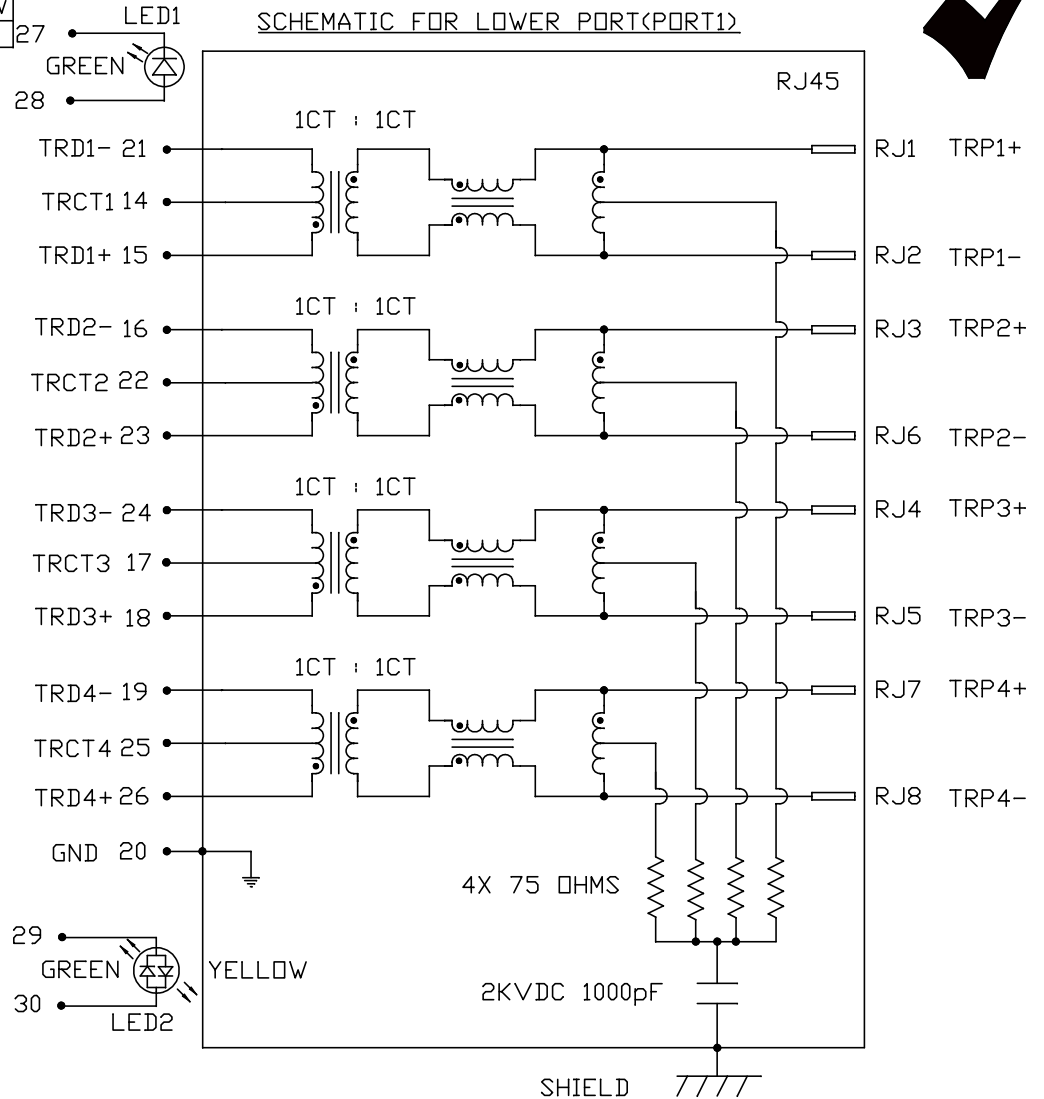 LED1
SCHEMATIC FOR LOWER PORT(PORT1)
27
GREEN
28
RJ45
1CT : 1CT
TRD1- 21
RJ1 TRP1+
TRCT1 14
TRD1+ 15
RJ2 TRP1-
1CT : 1CT
TRD2- 16
RJ3 TRP2+
TRCT2 22
TRD2+ 23
RJ6 TRP2-
1CT : 1CT
TRD3- 24
RJ4 TRP3+
TRCT3 17
TRD3+ 18
RJ5 TRP3-
1CT : 1CT
TRD4- 19
RJ7 TRP4+
TRCT4 25
TRD4+ 26
RJ8 TRP4-
GND 20
4X 75 OHMS
29
GREEN
YELLOW
30
LED2
2KVDC 1000pF
SHIELD